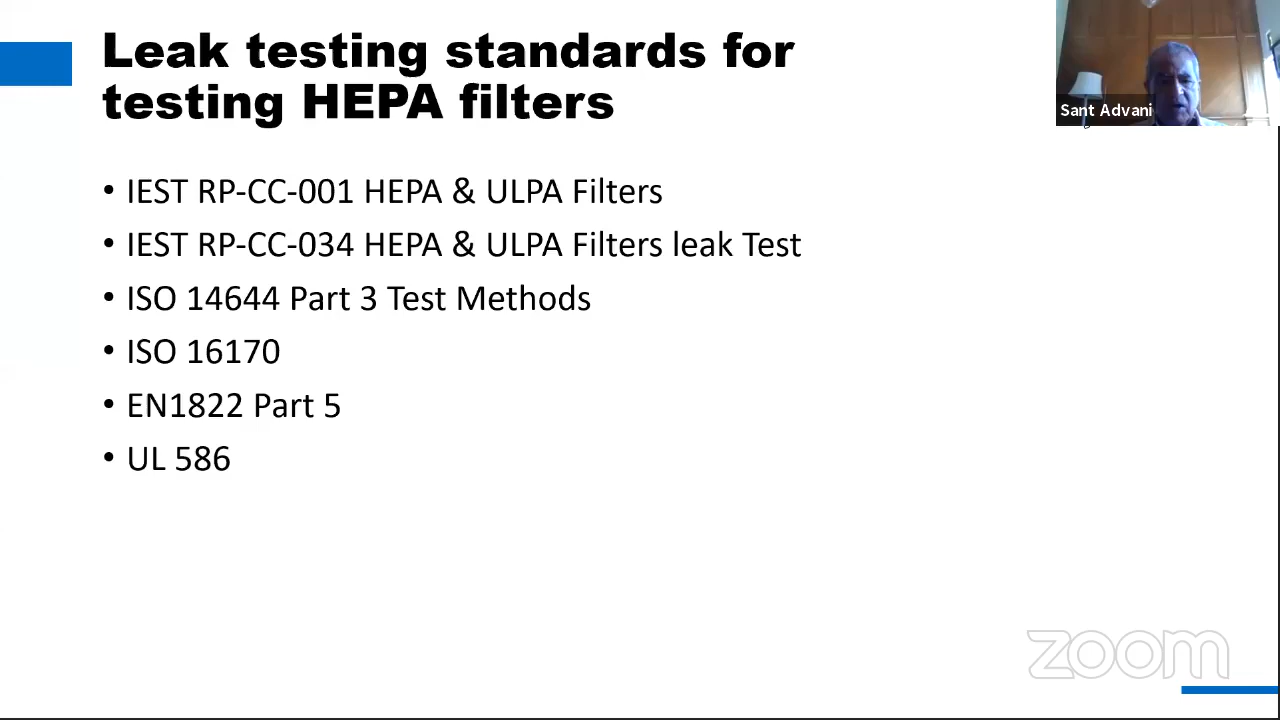 Leak testing standards for
testing HEPA filters
Sant Advani
• IEST RP-CC-001 HEPA & ULPA Filters
• IEST RP-CC-034 HEPA & ULPA Filters leak Test
• ISO 14644 Part 3 Test Methods
• ISO 16170
• EN1822 Part 5
• UL 586
zoom